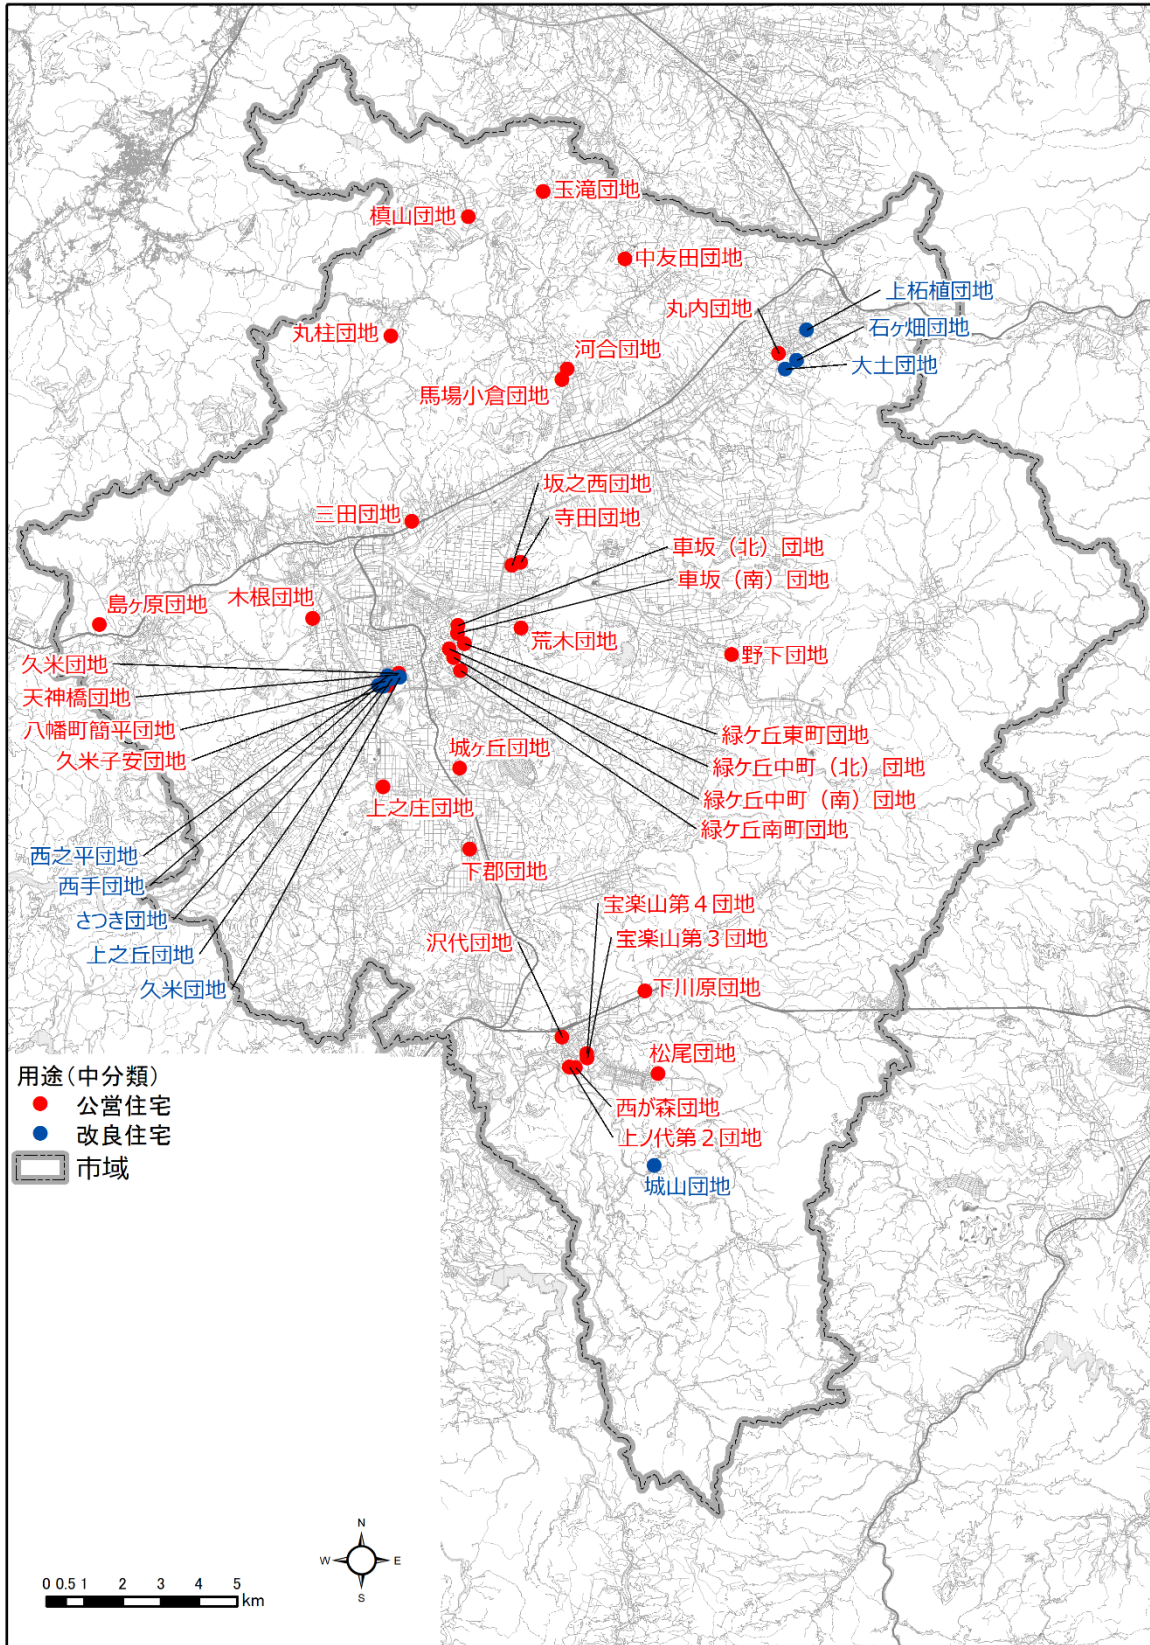 玉滝団地
槙山団地
中友田団地
上柘植団地
丸内団地
石ヶ畑団地
丸柱団地
河合団地
大土団地
馬場小倉団地
坂之西団地
三田団地
寺田団地
車坂（北）団地
車坂（南）団地
木根団地
島ヶ原団地
荒木団地
野下団地
久米団地
天神橋団地
八幡町簡平団地
久米子安団地
緑ケ丘東町団地
城ヶ丘団地
緑ケ丘中町（北）団地
緑ケ丘中町（南）団地
上之庄団地
緑ケ丘南町団地
西之平団地
下郡団地
西手団地
さつき団地
宝楽山第４団地
沢代団地
宝楽山第３団地
上之丘団地
久米団地
下川原団地
松尾団地
西が森団地
上ノ代第２団地
城山団地
用途（中分類）
公営住宅
改良住宅
市域
N
W E
S
0 0.5 1 2 3 4 5
km